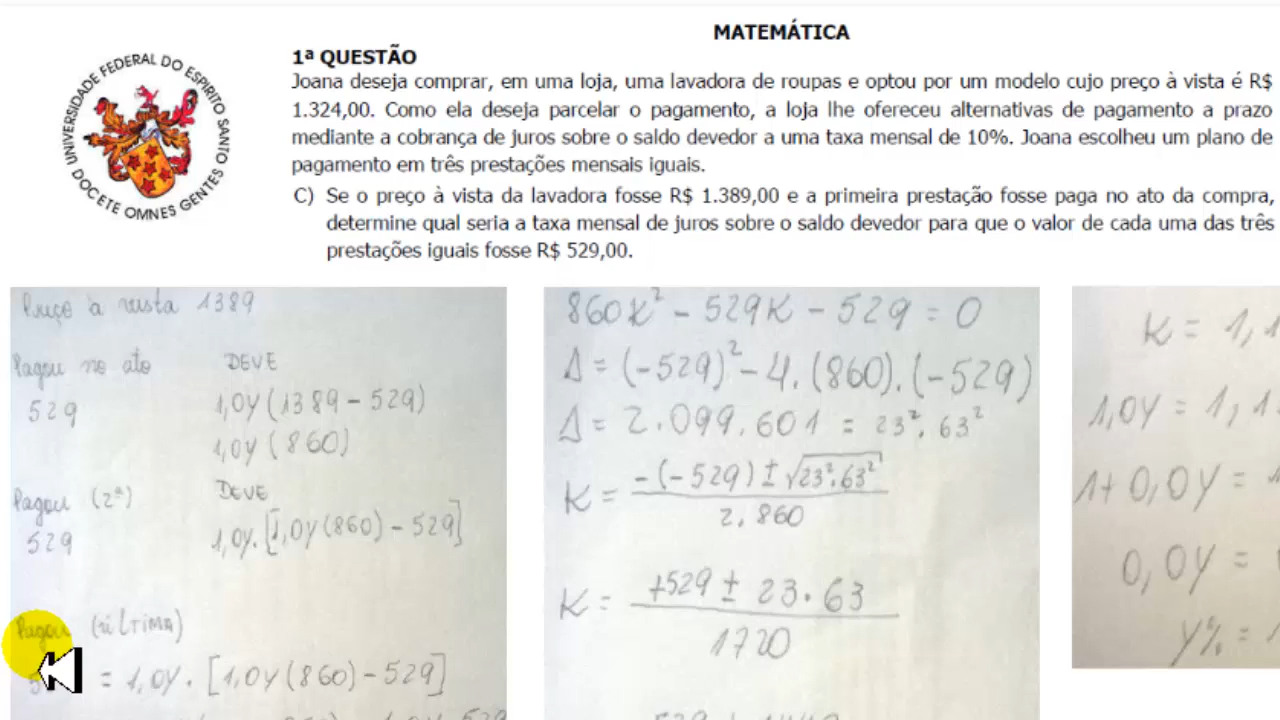 MATEMÁTICA
UNIVERSIDADE FEDERAL DO ESPIRITO SANTO
DOCETE OMNES GENTES
1ª QUESTÃO
Joana deseja comprar, em uma loja, uma lavadora de roupas e optou por um modelo cujo preço à vista é R$
1.324,00. Como ela deseja parcelar o pagamento, a loja lhe ofereceu alternativas de pagamento a prazo
mediante a cobrança de juros sobre o saldo devedor a uma taxa mensal de 10%. Joana escolheu um plano de
pagamento em três prestações mensais iguais.
C) Se o preço à vista da lavadora fosse R$ 1.389,00 e a primeira prestação fosse paga no ato da compra,
determine qual seria a taxa mensal de juros sobre o saldo devedor para que o valor de cada uma das três
prestações iguais fosse R$ 529,00.
Preço à vista 1389
Pagou no ato DEVE
529 1,0y(1389-529)
1,0y(860)
Pagou (2ª) DEVE
529 1,0y.[1,0y(860)-529]
Pagou (úLTIMA)
= 1,0y.[1,0y(860)-529]
860K² - 529K - 529 = 0
Δ = (-529)² - 4.(860).(-529)
Δ = 2.099.601 = 23².63²
K = -(-529) ± √23².63²
2.860
K = +529 ± 23.63
1720
K = 1,1
1,0y = 1,1
1+0,0y =
0,0y =
y% =